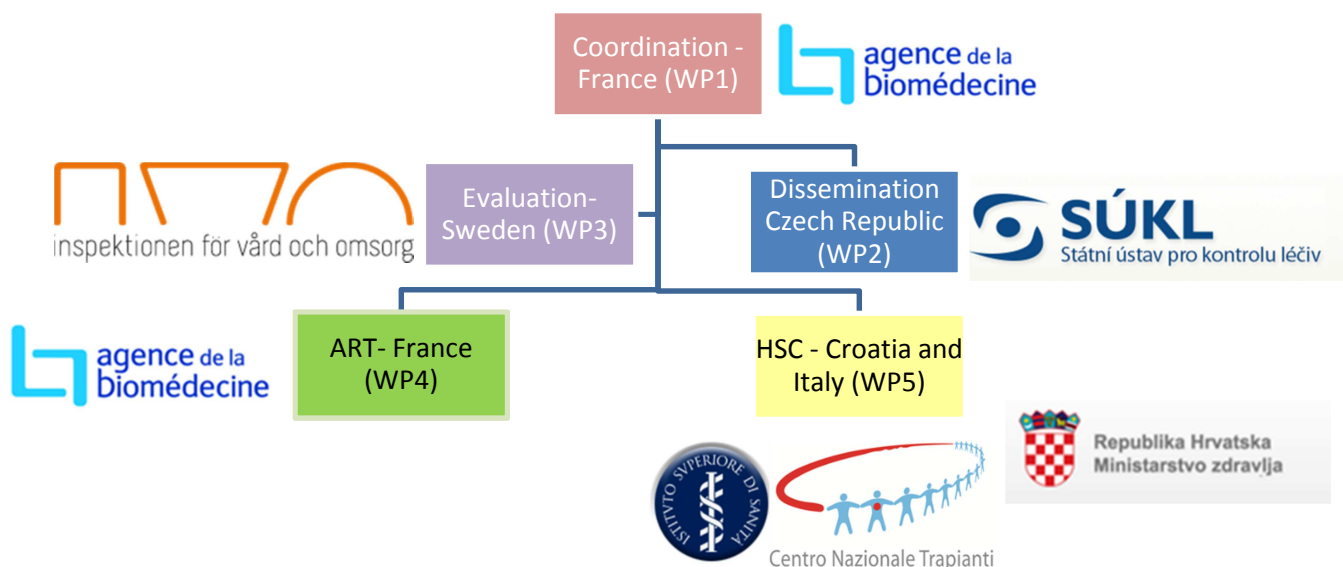 Coordination -
France (WP1)
agence de la
biomédecine
inspektionen för vård och omsorg
Evaluation-
Sweden (WP3)
Dissemination
Czech Republic
(WP2)
SÚKL
Státní ústav pro kontrolu léčiv
agence de la
biomédecine
ART- France
(WP4)
HSC - Croatia and
Italy (WP5)
ISTITVTO SVPERIORE DI SANITÀ
Centro Nazionale Trapianti
Republika Hrvatska
Ministarstvo zdravlja